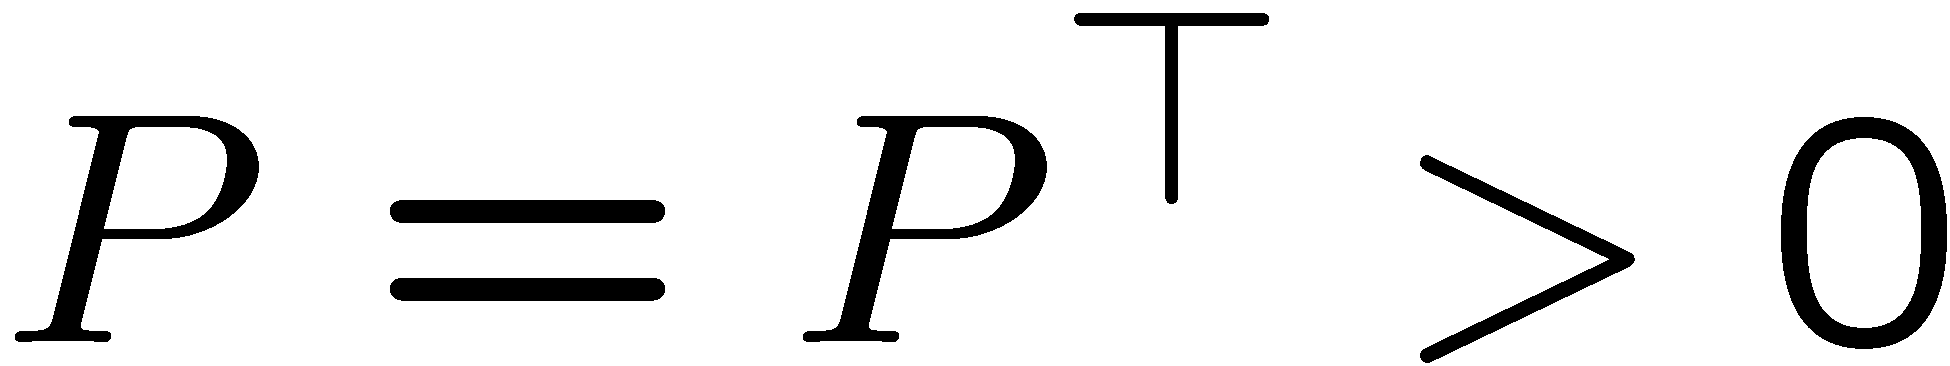 P = P^⊤ > 0